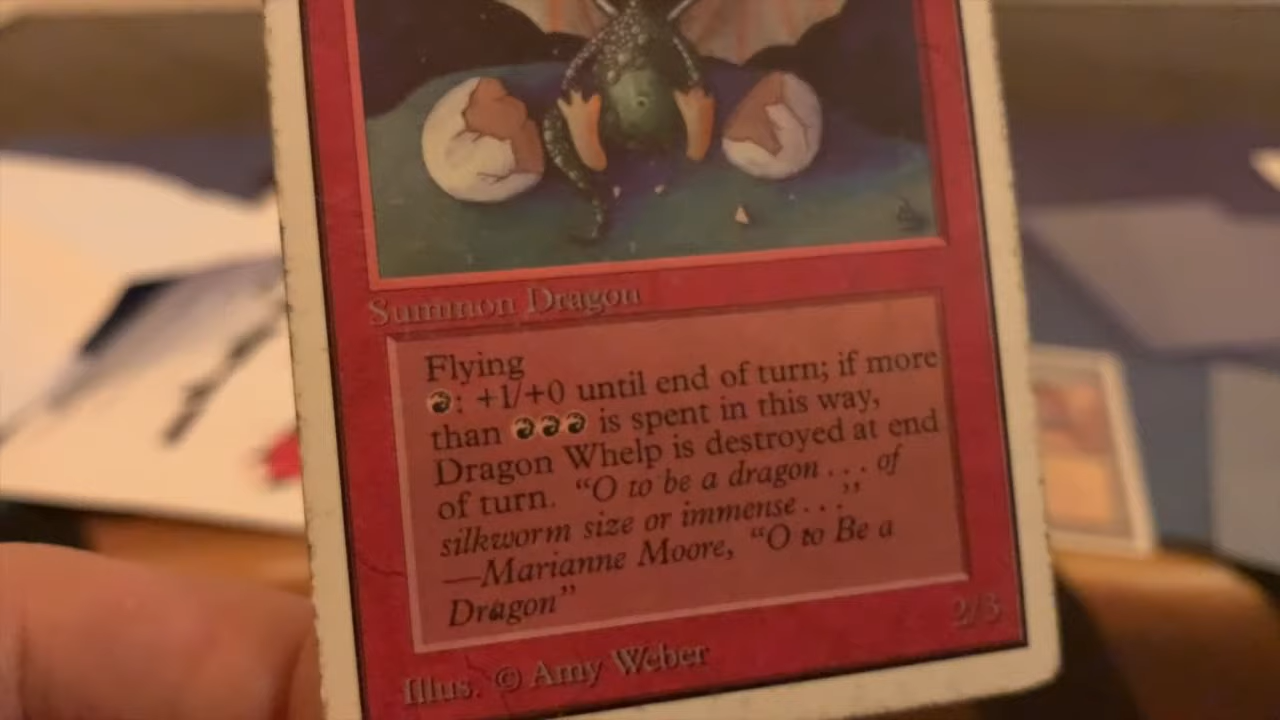 Summon Dragon
Flying
: +1/+0 until end of turn; if more
than is spent in this way,
Dragon Whelp is destroyed at end
of turn. "O to be a dragon . . . of
silkworm size or immense . . ."
—Marianne Moore, "O to Be a
Dragon"
2/3
Illus. © Amy Weber